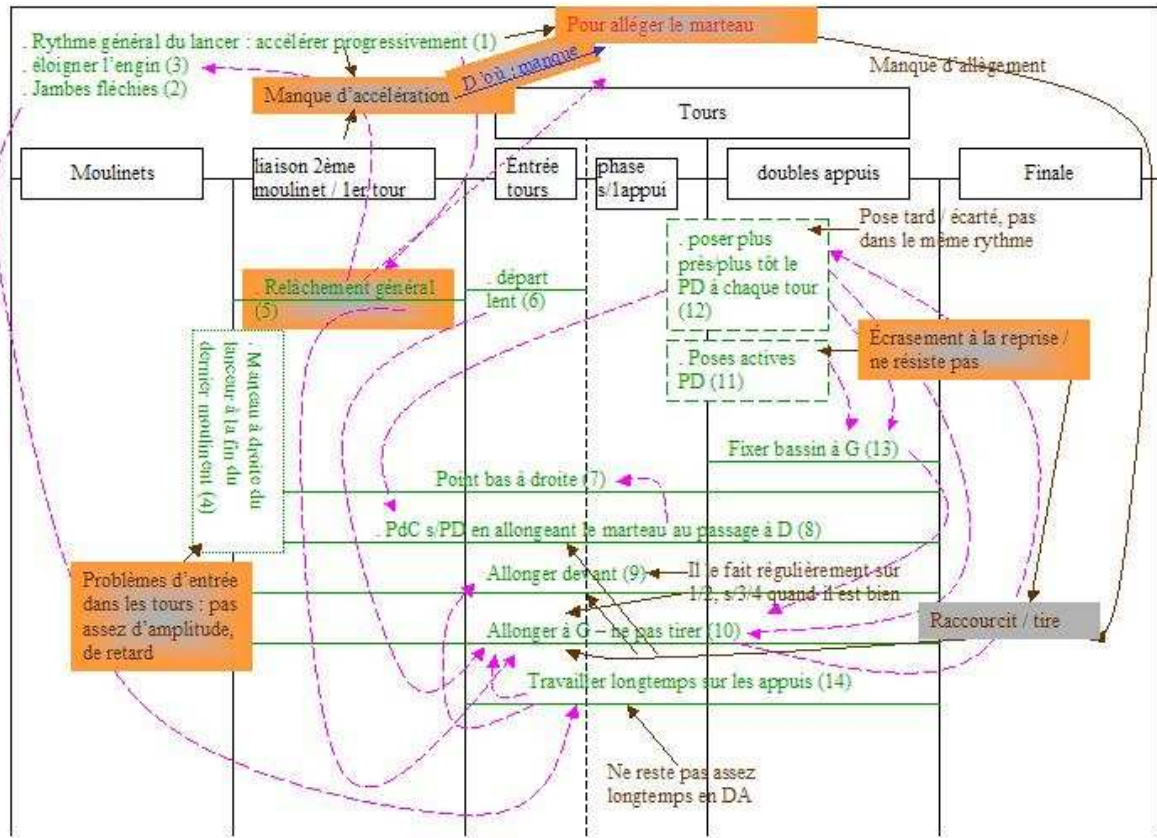 Pour alléger le marteau
. Rythme général du lancer : accélérer progressivement (1)
. éloigner l'engin (3)
. Jambes fléchies (2)
D'où : manque
Manque d'allègement
Manque d'accélération
Tours
Moulinets
liaison 2ème
moulinet / 1er tour
Éntrée
tours
phase
s/1appui
doubles appuis
Finale
Pose tard / écarté, pas
dans le même rythme
. poser plus
près/plus tôt le
PD à chaque tour
(12)
. Relâchement général
(5)
. départ
lent (6)
Écrasement à la reprise /
ne résiste pas
. Poses actives
PD (11)
. Marteau à droite du
lanceur à la fin du
dernier moulinent (4)
Fixer bassin à G (13)
Point bas à droite (7)
. PdC s/PD en allongeant le marteau au passage à D (8)
Problèmes d'entrée
dans les tours : pas
assez d'amplitude,
de retard
Allonger devant (9)
Il le fait régulièrement sur
1/2, s/3/4 quand il est bien
Raccourcit / tire
Allonger à G – ne pas tirer (10)
Travailler longtemps sur les appuis (14)
Ne reste pas assez
longtemps en DA